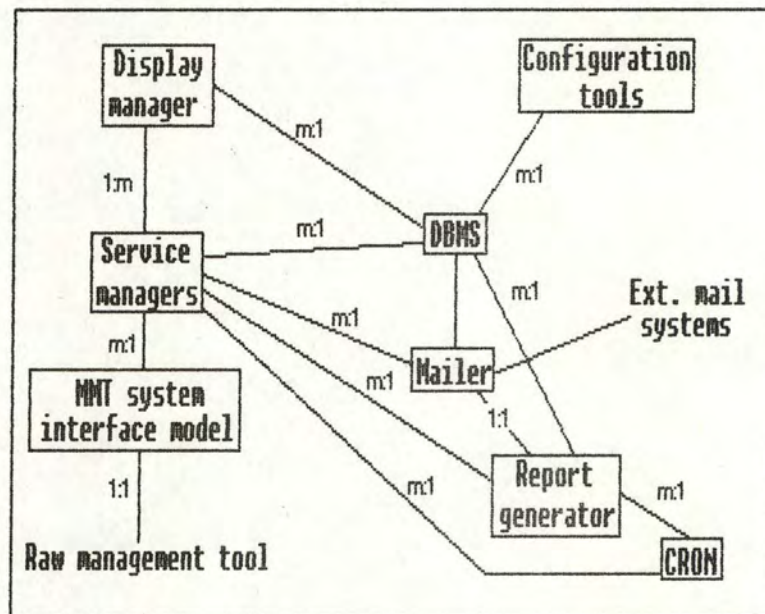 Display
manager
Configuration
tools
m:1
m:1
1:m
m:1
DBMS
Service
managers
m:1
Ext. mail
systems
m:1
m:1
Mailer
MMT system
interface model
m:1
1:1
1:1
Report
generator
m:1
m:1
Raw management tool
CRON